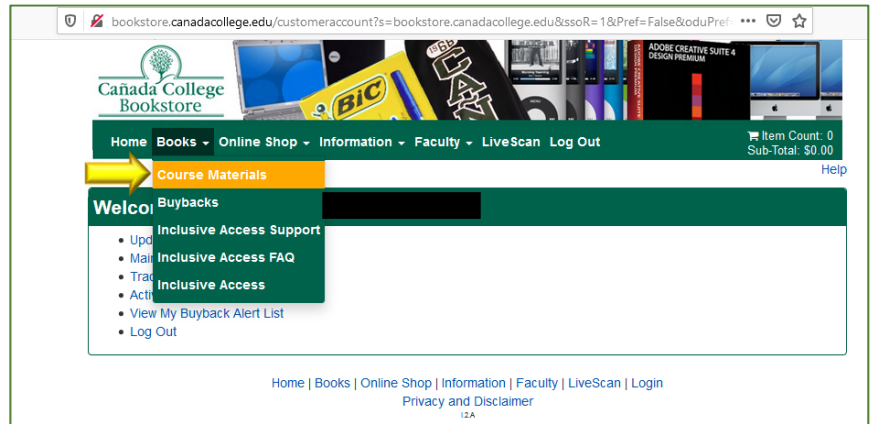 bookstore.canadacollege.edu/customeraccount?s=bookstore.canadacollege.edu&ssoR=1&Pref=False&oduPref
Cañada College
Bookstore
BiC
1968
CAN
ADOBE CREATIVE SUITE 4
DESIGN PREMIUM
Home Books Online Shop Information Faculty LiveScan Log Out
Item Count: 0
Sub-Total: $0.00
Help
Course Materials
Buybacks
Inclusive Access Support
Inclusive Access FAQ
Inclusive Access
Welco
Upd
Mai
Trad
Acti
View My Buyback Alert List
Log Out
Home | Books | Online Shop | Information | Faculty | LiveScan | Login
Privacy and Disclaimer